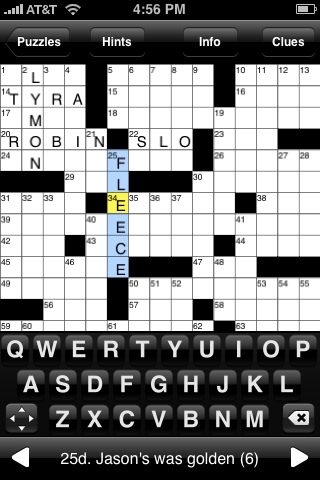 AT&T 4:56 PM
Puzzles Hints Info Clues
1 2 L 3 4 5 6 7 8 9 10 11 12 13
14 T Y R A 15 16
17 M 18 19
20 R O B I 21 N 22 S L O 23
24 N 25 F 26 27 28
29 L 30
31 32 33 34 E 35 36 37 38
39 40 E 41
42 43 C 44
45 46 E 47 48
49 50 51 52 53 54 55
56 57 58
59 60 61 62 63
Q W E R T Y U I O P
A S D F G H J K L
Z X C V B N M
25d. Jason's was golden (6)